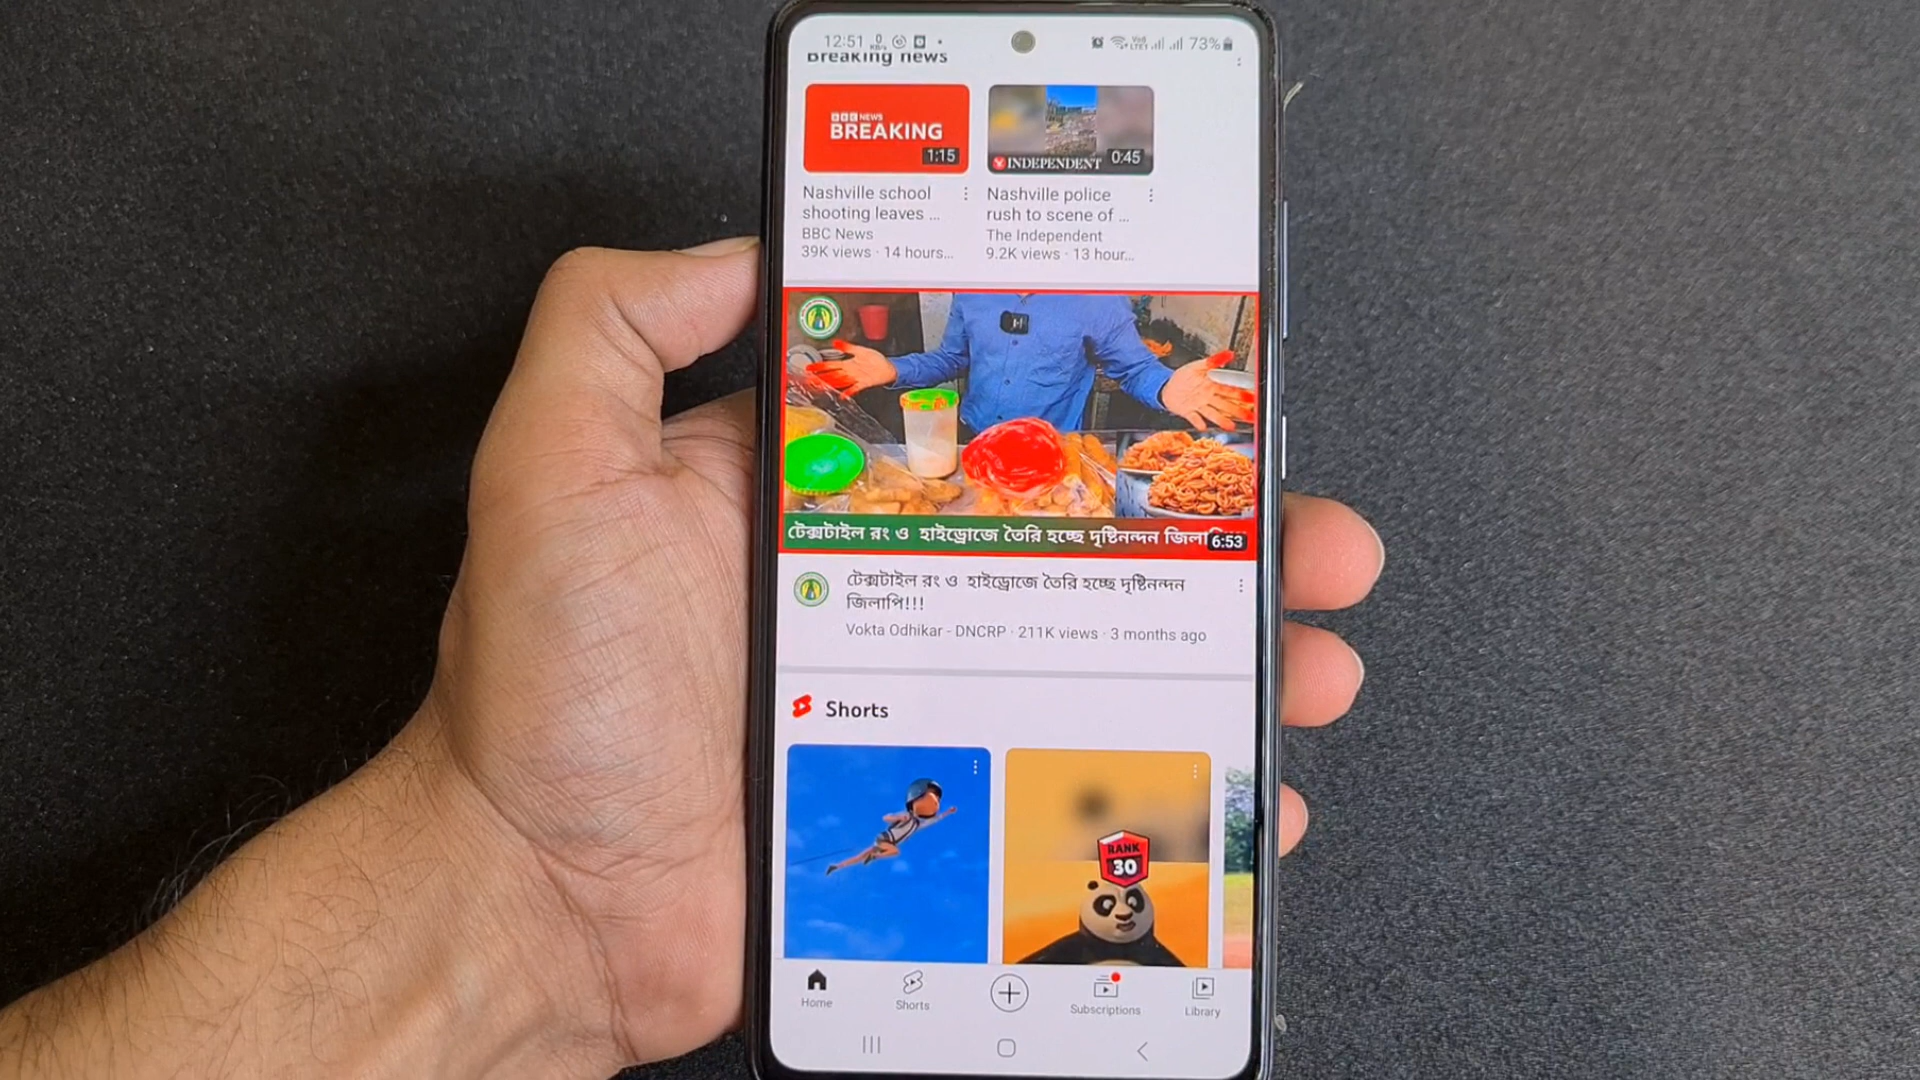 12:51
73%
Breaking news
BBC NEWS
BREAKING
1:15
INDEPENDENT
0:45
Nashville school
shooting leaves ...
BBC News
39K views · 14 hours...
Nashville police
rush to scene of ...
The Independent
9.2K views · 13 hour...
টেক্সটাইল রং ও হাইড্রোজে তৈরি হচ্ছে দৃষ্টিনন্দন
6:53
টেক্সটাইল রং ও হাইড্রোজে তৈরি হচ্ছে দৃষ্টিনন্দন
জিলাপি!!!
Vokta Odhikar - DNCRP · 211K views · 3 months ago
Shorts
RANK
30
Home
Shorts
Subscriptions
Library